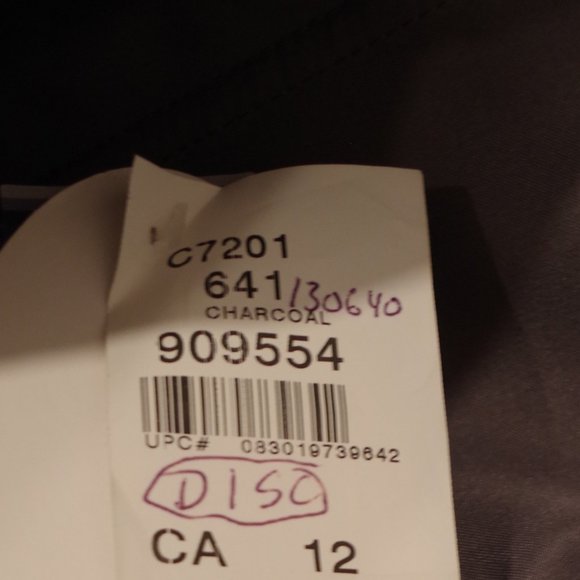 C7201
641/130640
CHARCOAL
909554
UPC# 083019739642
DISC
CA 12